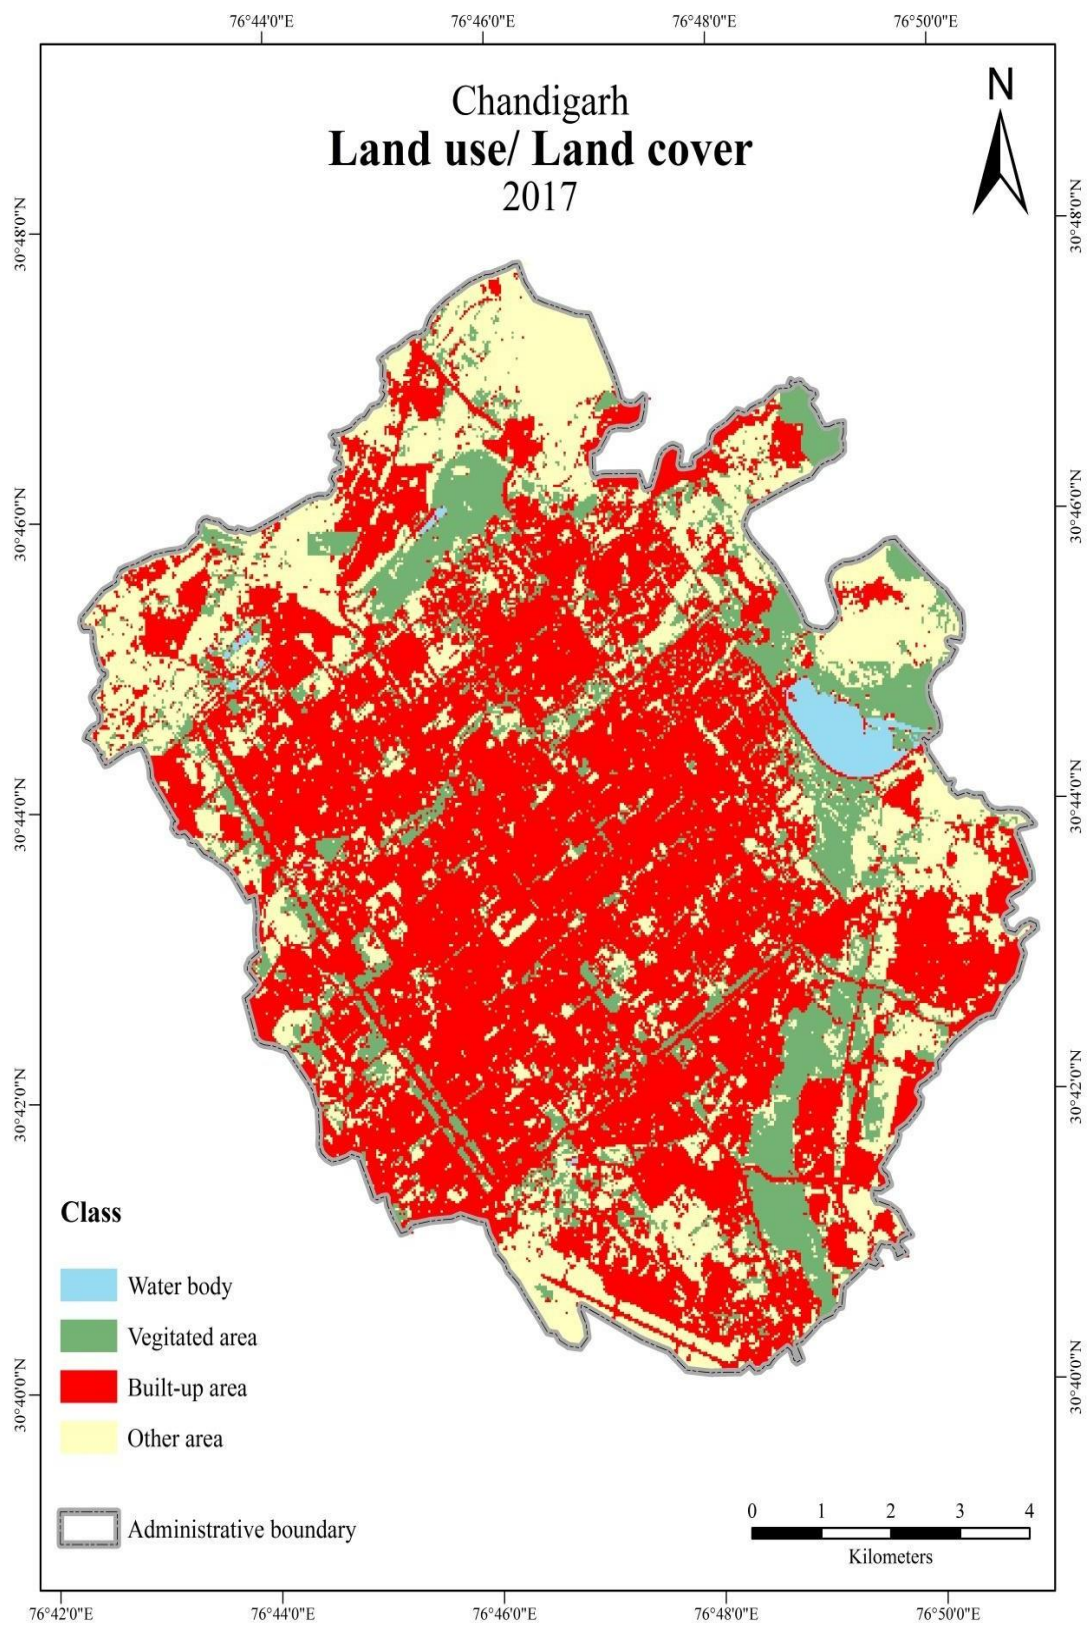 76°44'0"E 76°46'0"E 76°48'0"E 76°50'0"E
N
Chandigarh
Land use/ Land cover
2017
30°48'0"N
30°46'0"N
30°44'0"N
30°42'0"N
30°40'0"N
30°48'0"N
30°46'0"N
30°44'0"N
30°42'0"N
30°40'0"N
Class
Water body
Vegitated area
Built-up area
Other area
Administrative boundary
0 1 2 3 4
Kilometers
76°42'0"E 76°44'0"E 76°46'0"E 76°48'0"E 76°50'0"E